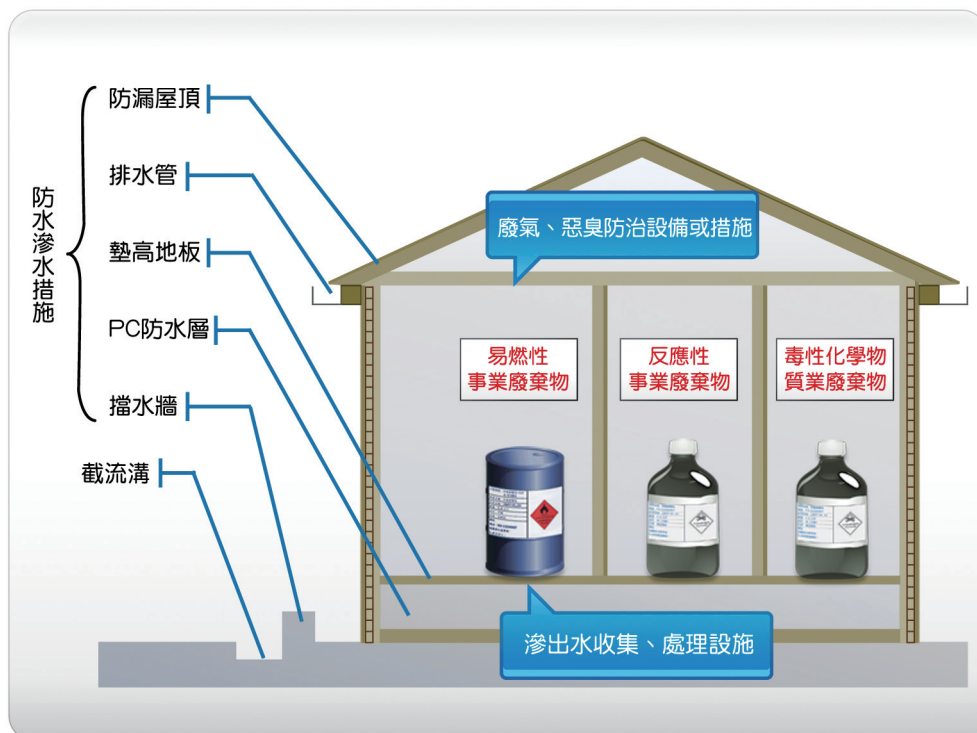 防水滲水措施
防漏屋頂
排水管
墊高地板
PC防水層
擋水牆
截流溝
廢氣、惡臭防治設備或措施
易燃性
事業廢棄物
反應性
事業廢棄物
毒性化學物
質業廢棄物
滲出水收集、處理設施